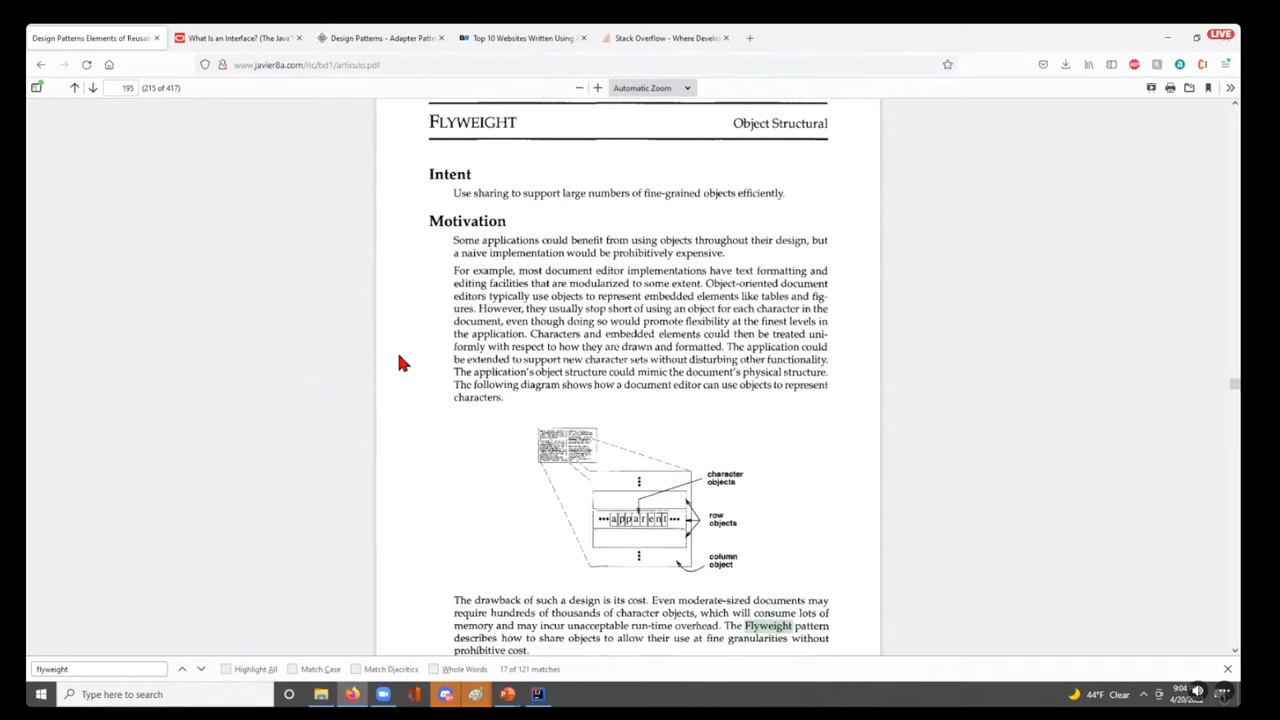 Design Patterns Elements of Reusab
What Is an Interface? (The Java™
Design Patterns - Adapter Patte
Top 10 Websites Written Using
Stack Overflow - Where Develo
LIVE
www.javier8a.com/itc/bd1/articulo.pdf
195 (215 of 417)
Automatic Zoom
FLYWEIGHT Object Structural
Intent
Use sharing to support large numbers of fine-grained objects efficiently.
Motivation
Some applications could benefit from using objects throughout their design, but
a naive implementation would be prohibitively expensive.
For example, most document editor implementations have text formatting and
editing facilities that are modularized to some extent. Object-oriented document
editors typically use objects to represent embedded elements like tables and fig-
ures. However, they usually stop short of using an object for each character in the
document, even though doing so would promote flexibility at the finest levels in
the application. Characters and embedded elements could then be treated uni-
formly with respect to how they are drawn and formatted. The application could
be extended to support new character sets without disturbing other functionality.
The application's object structure could mimic the document's physical structure.
The following diagram shows how a document editor can use objects to represent
characters.
character
objects
apparent
row
objects
column
object
The drawback of such a design is its cost. Even moderate-sized documents may
require hundreds of thousands of character objects, which will consume lots of
memory and may incur unacceptable run-time overhead. The Flyweight pattern
describes how to share objects to allow their use at fine granularities without
prohibitive cost.
flyweight
Highlight All
Match Case
Match Diacritics
Whole Words
17 of 121 matches
Type here to search
44°F Clear
9:04